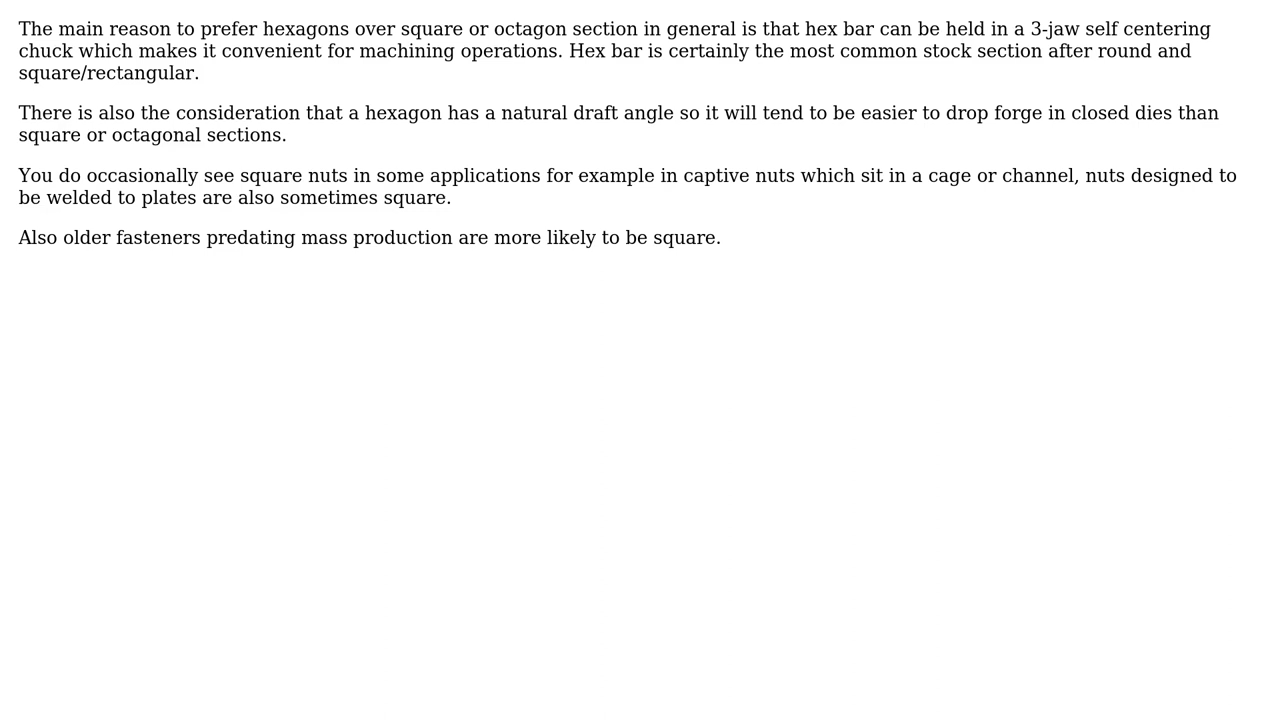 The main reason to prefer hexagons over square or octagon section in general is that hex bar can be held in a 3-jaw self centering
chuck which makes it convenient for machining operations. Hex bar is certainly the most common stock section after round and
square/rectangular.
There is also the consideration that a hexagon has a natural draft angle so it will tend to be easier to drop forge in closed dies than
square or octagonal sections.
You do occasionally see square nuts in some applications for example in captive nuts which sit in a cage or channel, nuts designed to
be welded to plates are also sometimes square.
Also older fasteners predating mass production are more likely to be square.